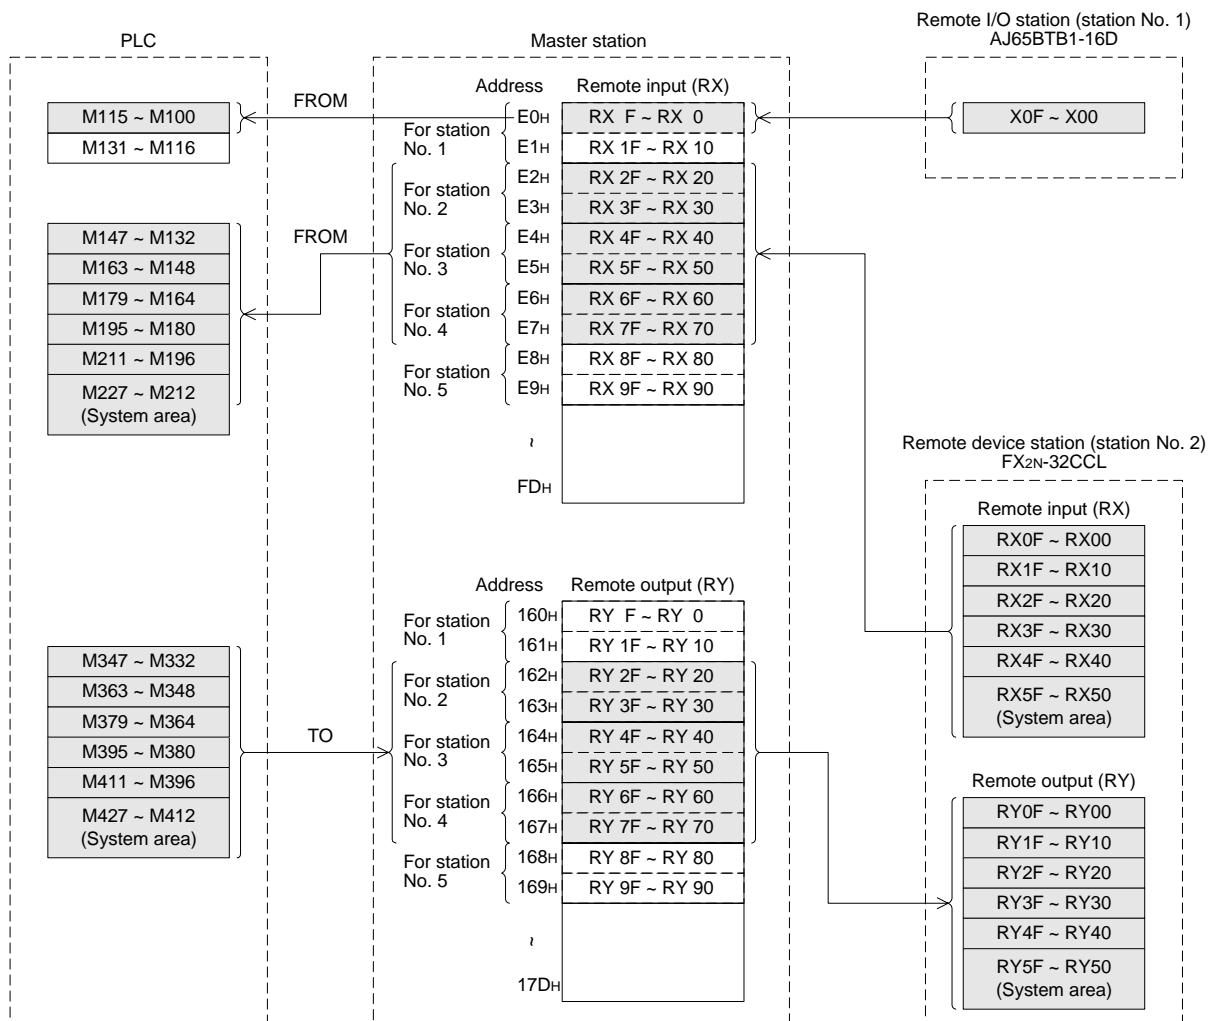 PLC
M115 ~ M100
M131 ~ M116
M147 ~ M132
M163 ~ M148
M179 ~ M164
M195 ~ M180
M211 ~ M196
M227 ~ M212
(System area)
M347 ~ M332
M363 ~ M348
M379 ~ M364
M395 ~ M380
M411 ~ M396
M427 ~ M412
(System area)
FROM
FROM
TO
Master station
Address Remote input (RX)
For station
No. 1
E0H RX F ~ RX 0
E1H RX 1F ~ RX 10
For station
No. 2
E2H RX 2F ~ RX 20
E3H RX 3F ~ RX 30
For station
No. 3
E4H RX 4F ~ RX 40
E5H RX 5F ~ RX 50
For station
No. 4
E6H RX 6F ~ RX 60
E7H RX 7F ~ RX 70
For station
No. 5
E8H RX 8F ~ RX 80
E9H RX 9F ~ RX 90
~
FDH
Address Remote output (RY)
For station
No. 1
160H RY F ~ RY 0
161H RY 1F ~ RY 10
For station
No. 2
162H RY 2F ~ RY 20
163H RY 3F ~ RY 30
For station
No. 3
164H RY 4F ~ RY 40
165H RY 5F ~ RY 50
For station
No. 4
166H RY 6F ~ RY 60
167H RY 7F ~ RY 70
For station
No. 5
168H RY 8F ~ RY 80
169H RY 9F ~ RY 90
~
17DH
Remote I/O station (station No. 1)
AJ65BTB1-16D
X0F ~ X00
Remote device station (station No. 2)
FX2N-32CCL
Remote input (RX)
RX0F ~ RX00
RX1F ~ RX10
RX2F ~ RX20
RX3F ~ RX30
RX4F ~ RX40
RX5F ~ RX50
(System area)
Remote output (RY)
RY0F ~ RY00
RY1F ~ RY10
RY2F ~ RY20
RY3F ~ RY30
RY4F ~ RY40
RY5F ~ RY50
(System area)